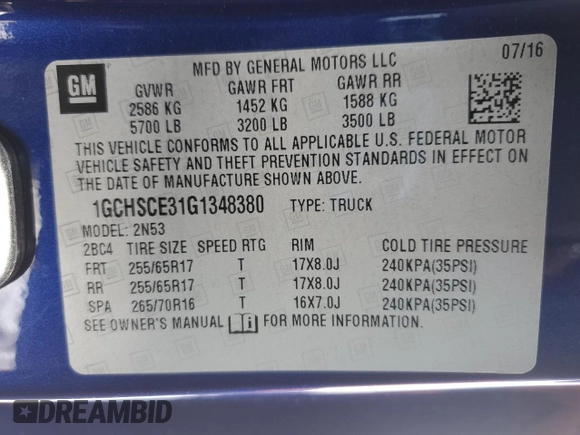 GM
MFD BY GENERAL MOTORS LLC 07/16
GVWR GAWR FRT GAWR RR
2586 KG 1452 KG 1588 KG
5700 LB 3200 LB 3500 LB
THIS VEHICLE CONFORMS TO ALL APPLICABLE U.S. FEDERAL MOTOR
VEHICLE SAFETY AND THEFT PREVENTION STANDARDS IN EFFECT ON
THE DATE OF MANUFACTURE SHOWN ABOVE.
1GCHSCE31G1348380 TYPE: TRUCK
MODEL: 2N53
2BC4 TIRE SIZE SPEED RTG RIM COLD TIRE PRESSURE
FRT 255/65R17 T 17X8.0J 240KPA(35PSI)
RR 255/65R17 T 17X8.0J 240KPA(35PSI)
SPA 265/70R16 T 16X7.0J 240KPA(35PSI)
SEE OWNER'S MANUAL FOR MORE INFORMATION.
DREAMBID